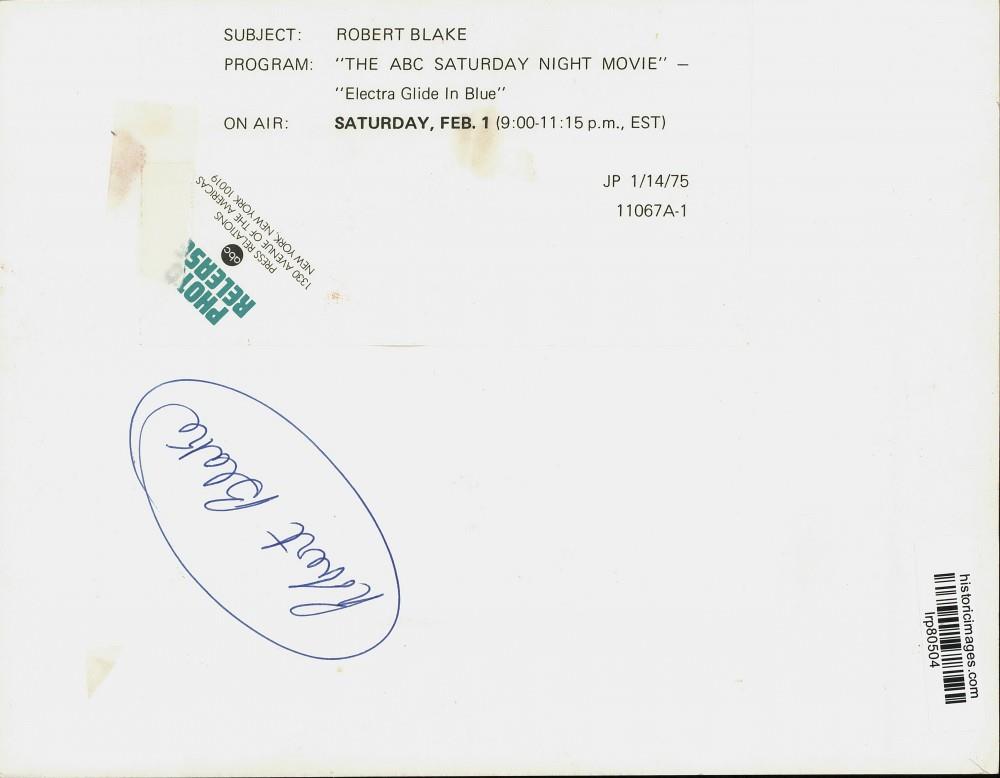 SUBJECT: ROBERT BLAKE
PROGRAM: "THE ABC SATURDAY NIGHT MOVIE" –
"Electra Glide In Blue"
ON AIR: SATURDAY, FEB. 1 (9:00-11:15 p.m., EST)
JP 1/14/75
11067A-1
PHOTO
RELEASE
abc
PRESS RELATIONS
1330 AVENUE OF THE AMERICAS
NEW YORK, NEW YORK 10019
Robert Blake
historicimages.com
lrp80504